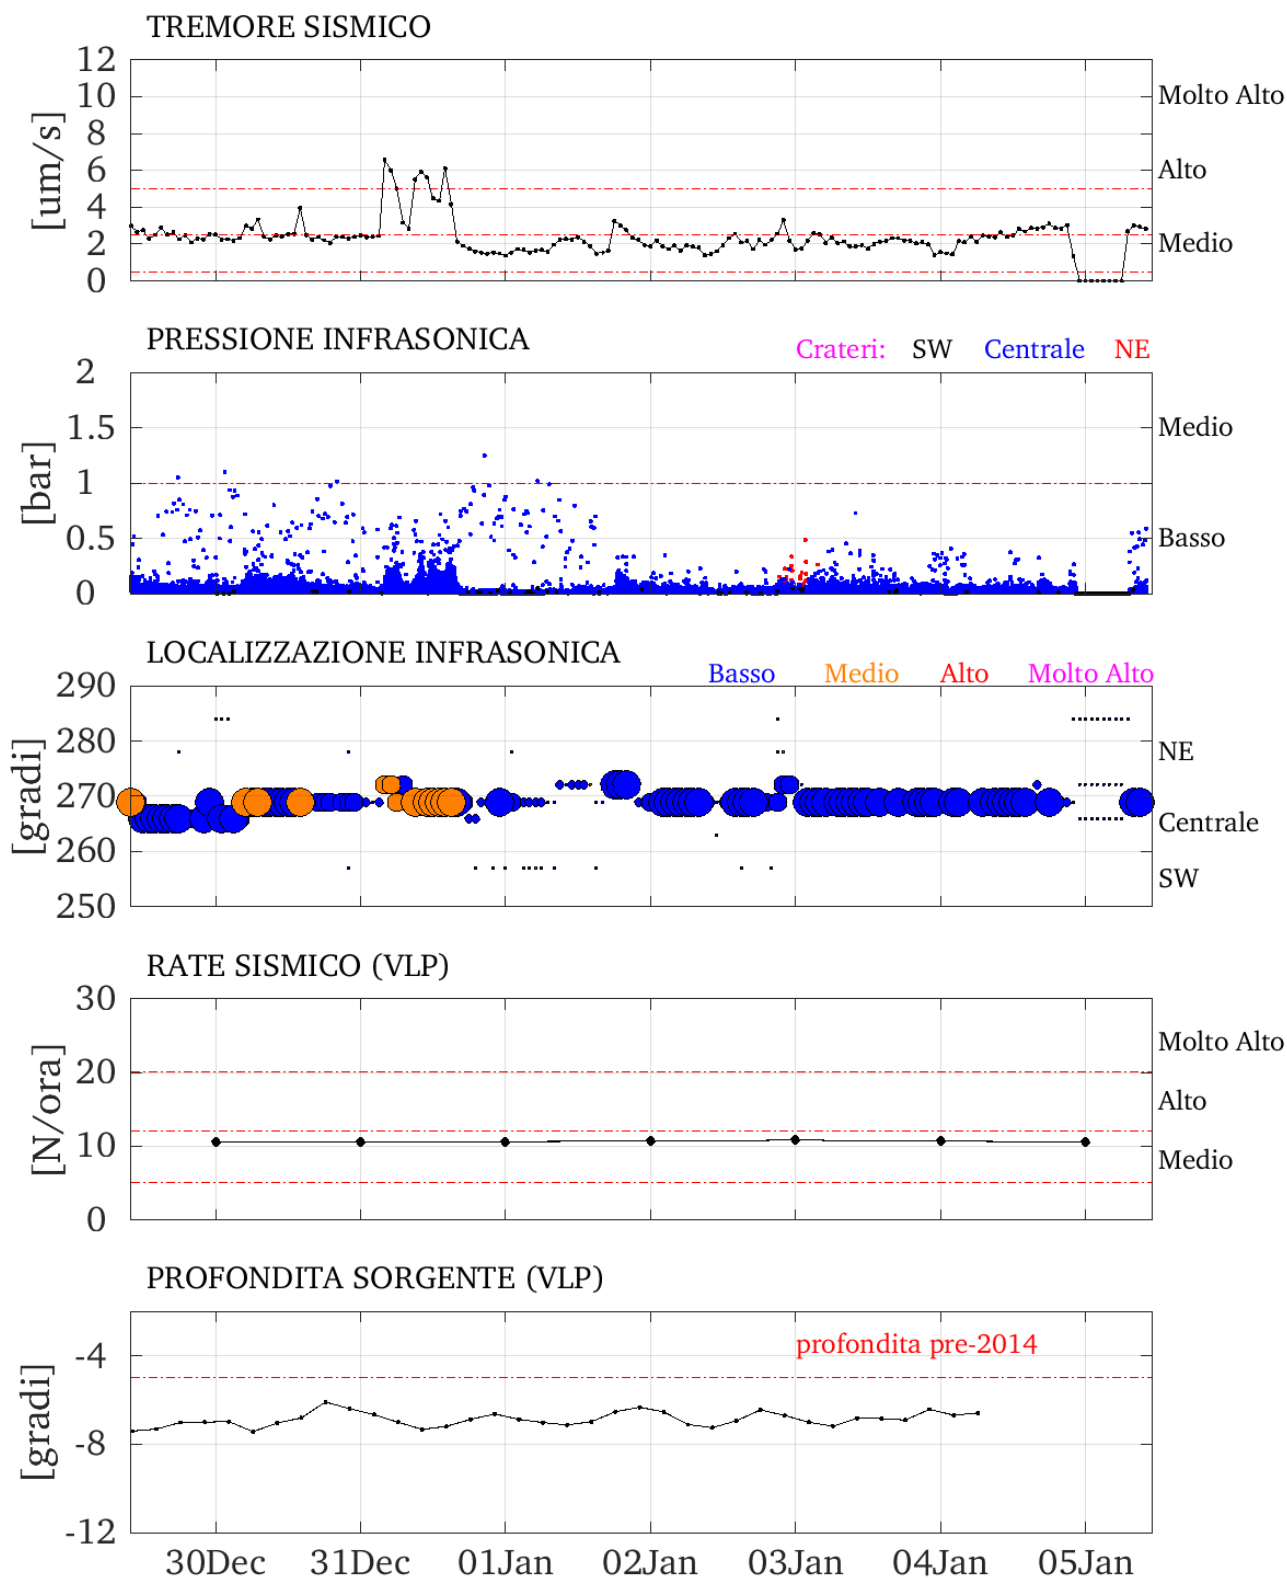 TREMORE SISMICO
12
10
8
6
4
2
0
[um/s]
Molto Alto
Alto
Medio
PRESSIONE INFRASONICA
Crateri: SW Centrale NE
2
1.5
1
0.5
0
[bar]
Medio
Basso
LOCALIZZAZIONE INFRASONICA
Basso Medio Alto Molto Alto
290
280
270
260
250
[gradi]
NE
Centrale
SW
RATE SISMICO (VLP)
30
20
10
0
[N/ora]
Molto Alto
Alto
Medio
PROFONDITA SORGENTE (VLP)
profondita pre-2014
-4
-8
-12
[gradi]
30Dec 31Dec 01Jan 02Jan 03Jan 04Jan 05Jan